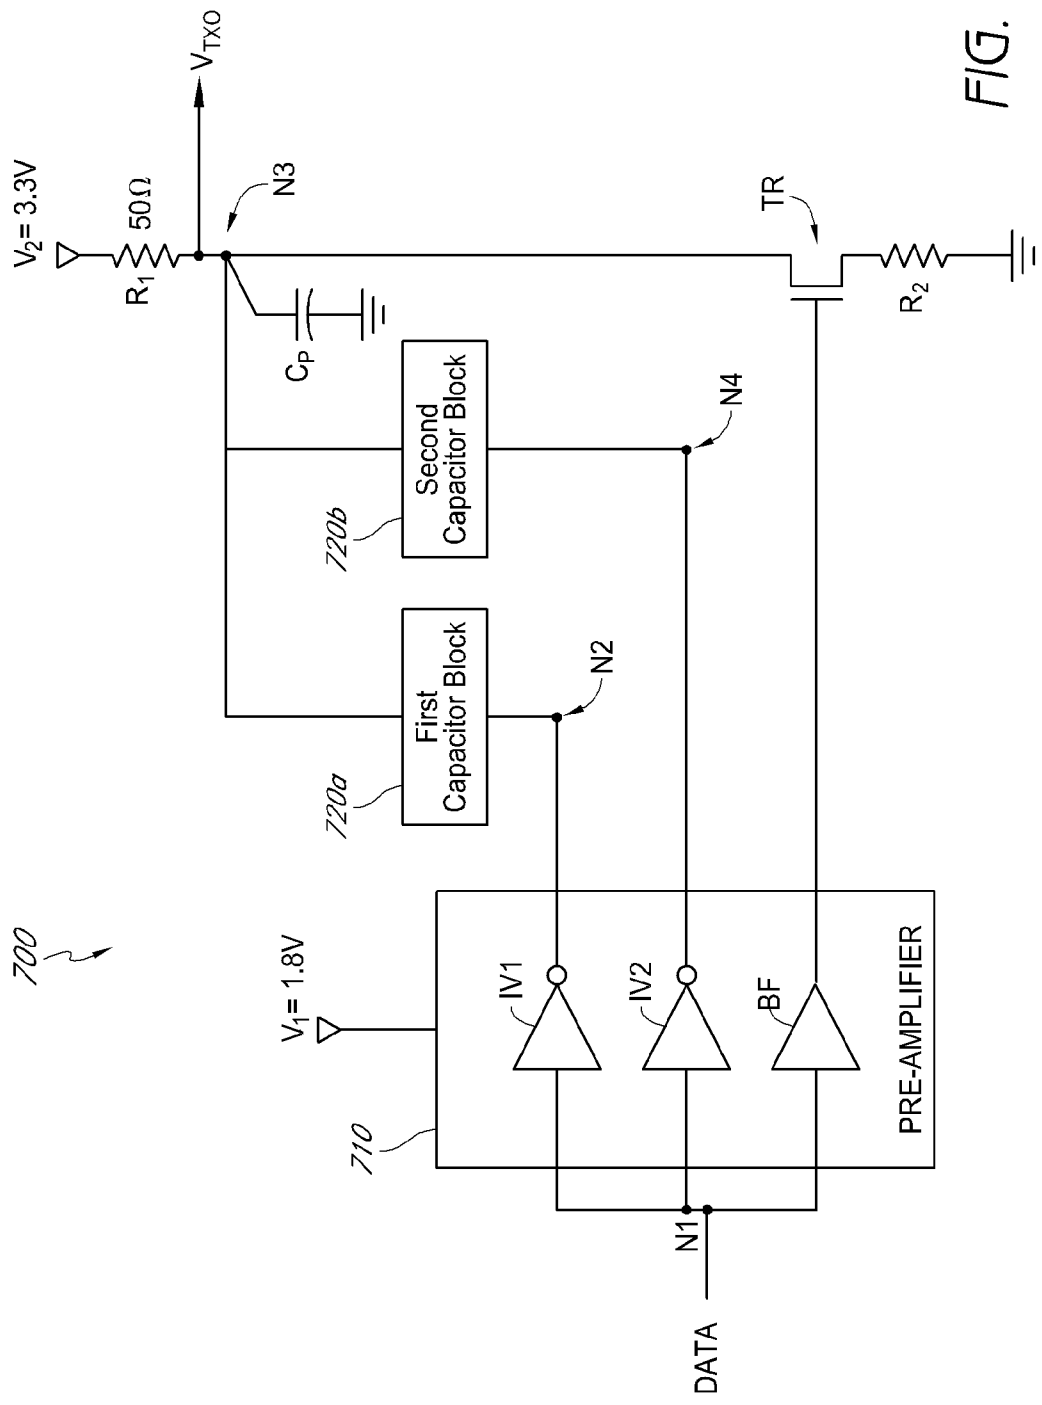 700
V₂= 3.3V
50Ω
R₁
VTXO
N3
CP
V₁= 1.8V
710
720a
First
Capacitor Block
720b
Second
Capacitor Block
N2
N4
TR
R₂
IV1
IV2
BF
N1
DATA
PRE-AMPLIFIER
FIG.